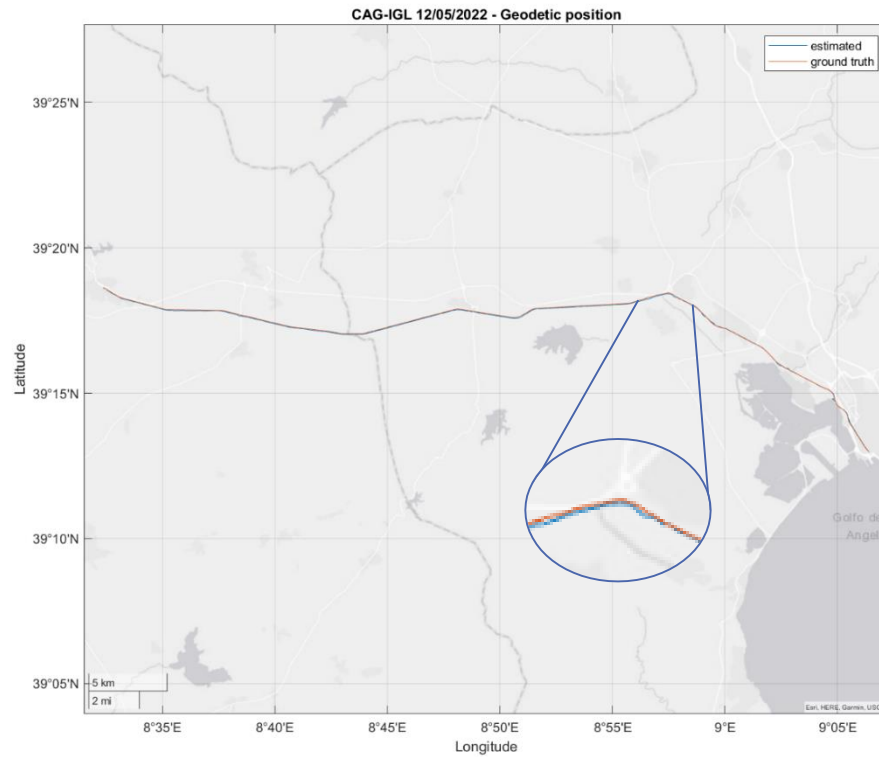 CAG-IGL 12/05/2022 - Geodetic position
estimated
ground truth
39°25'N
39°20'N
39°15'N
39°10'N
39°05'N
Latitude
Golfo de
Angel
5 km
2 mi
Esri, HERE, Garmin, USG
8°35'E
8°40'E
8°45'E
8°50'E
8°55'E
9°E
9°05'E
Longitude